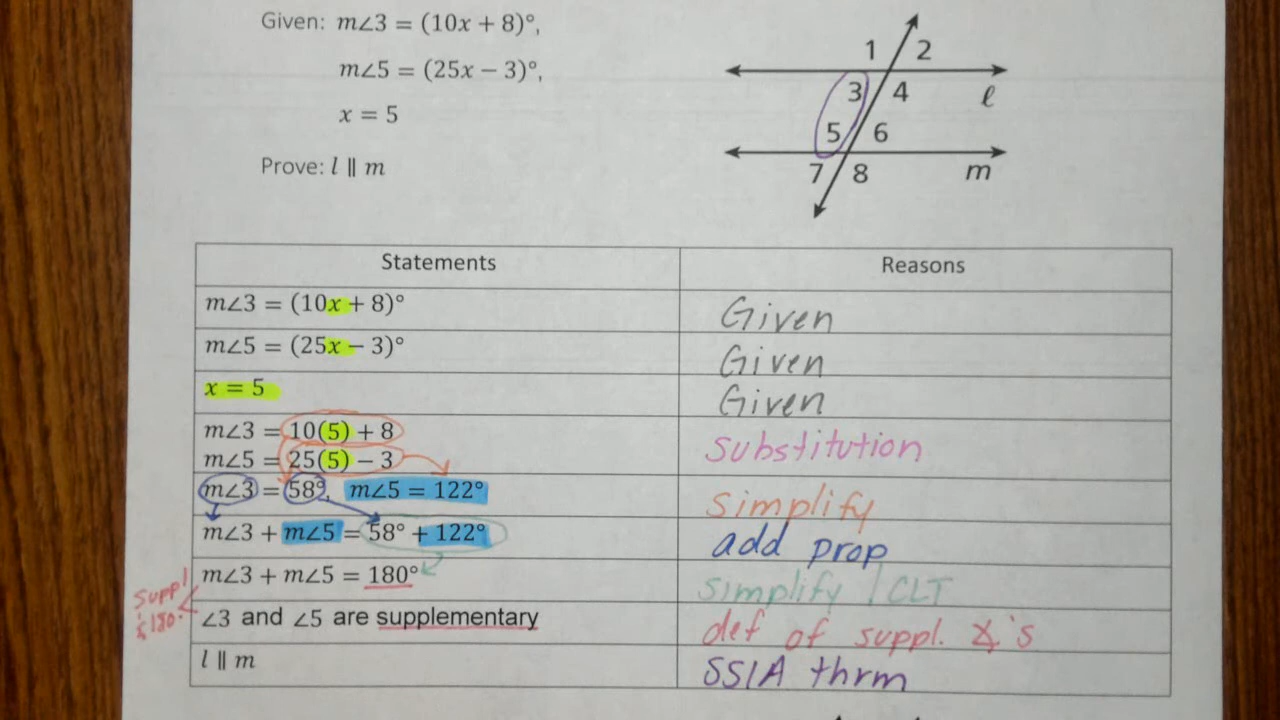 Given: m∠3 = (10x + 8)°,
m∠5 = (25x − 3)°,
x = 5
Prove: l ∥ m
1 2
3 4
ℓ
5 6
7 8
m
Statements Reasons
m∠3 = (10x + 8)° Given
m∠5 = (25x − 3)° Given
x = 5 Given
m∠3 = 10(5) + 8
m∠5 = 25(5) − 3 substitution
m∠3 = 58°, m∠5 = 122° simplify
m∠3 + m∠5 = 58° + 122° add prop
m∠3 + m∠5 = 180° simplify / CLT
suppl
∠3 and ∠5 are supplementary def of suppl. ∡'s
l ∥ m SSIA thrm